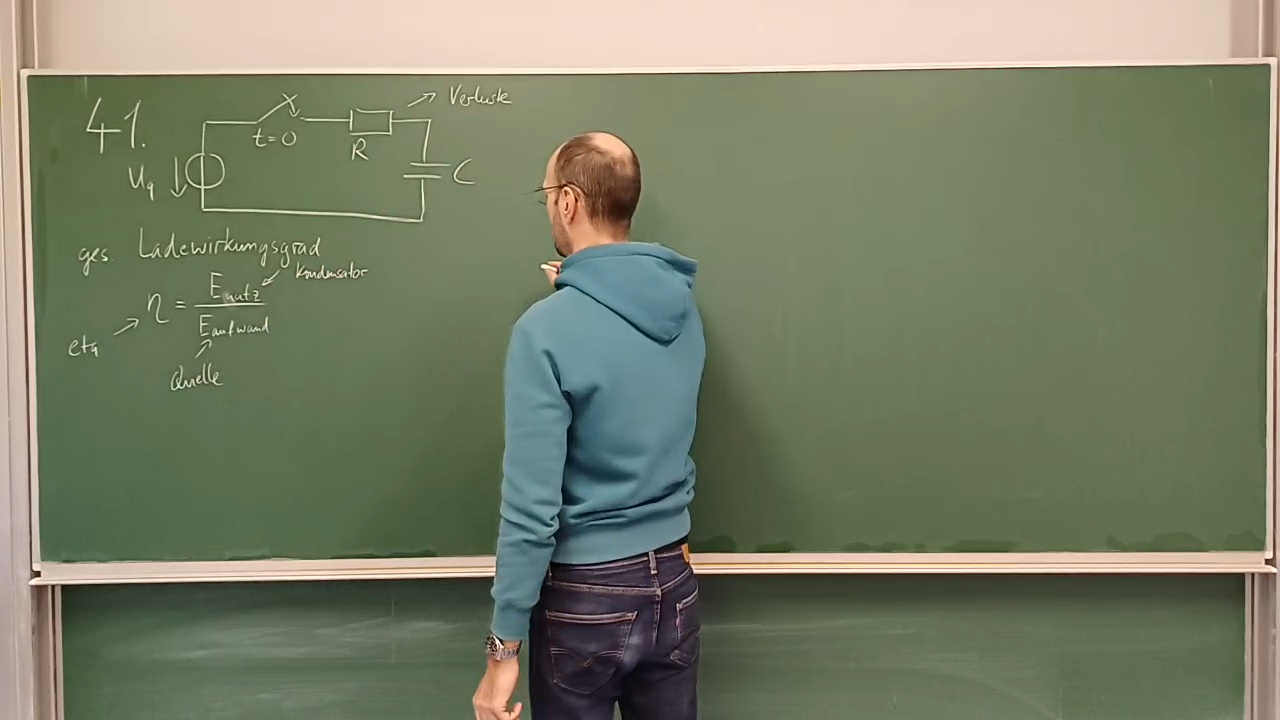 41.
Verluste
t=0
R
Uq
C
ges. Ladewirkungsgrad
Kondensator
η = Enutz / Eaufwand
eta
Quelle